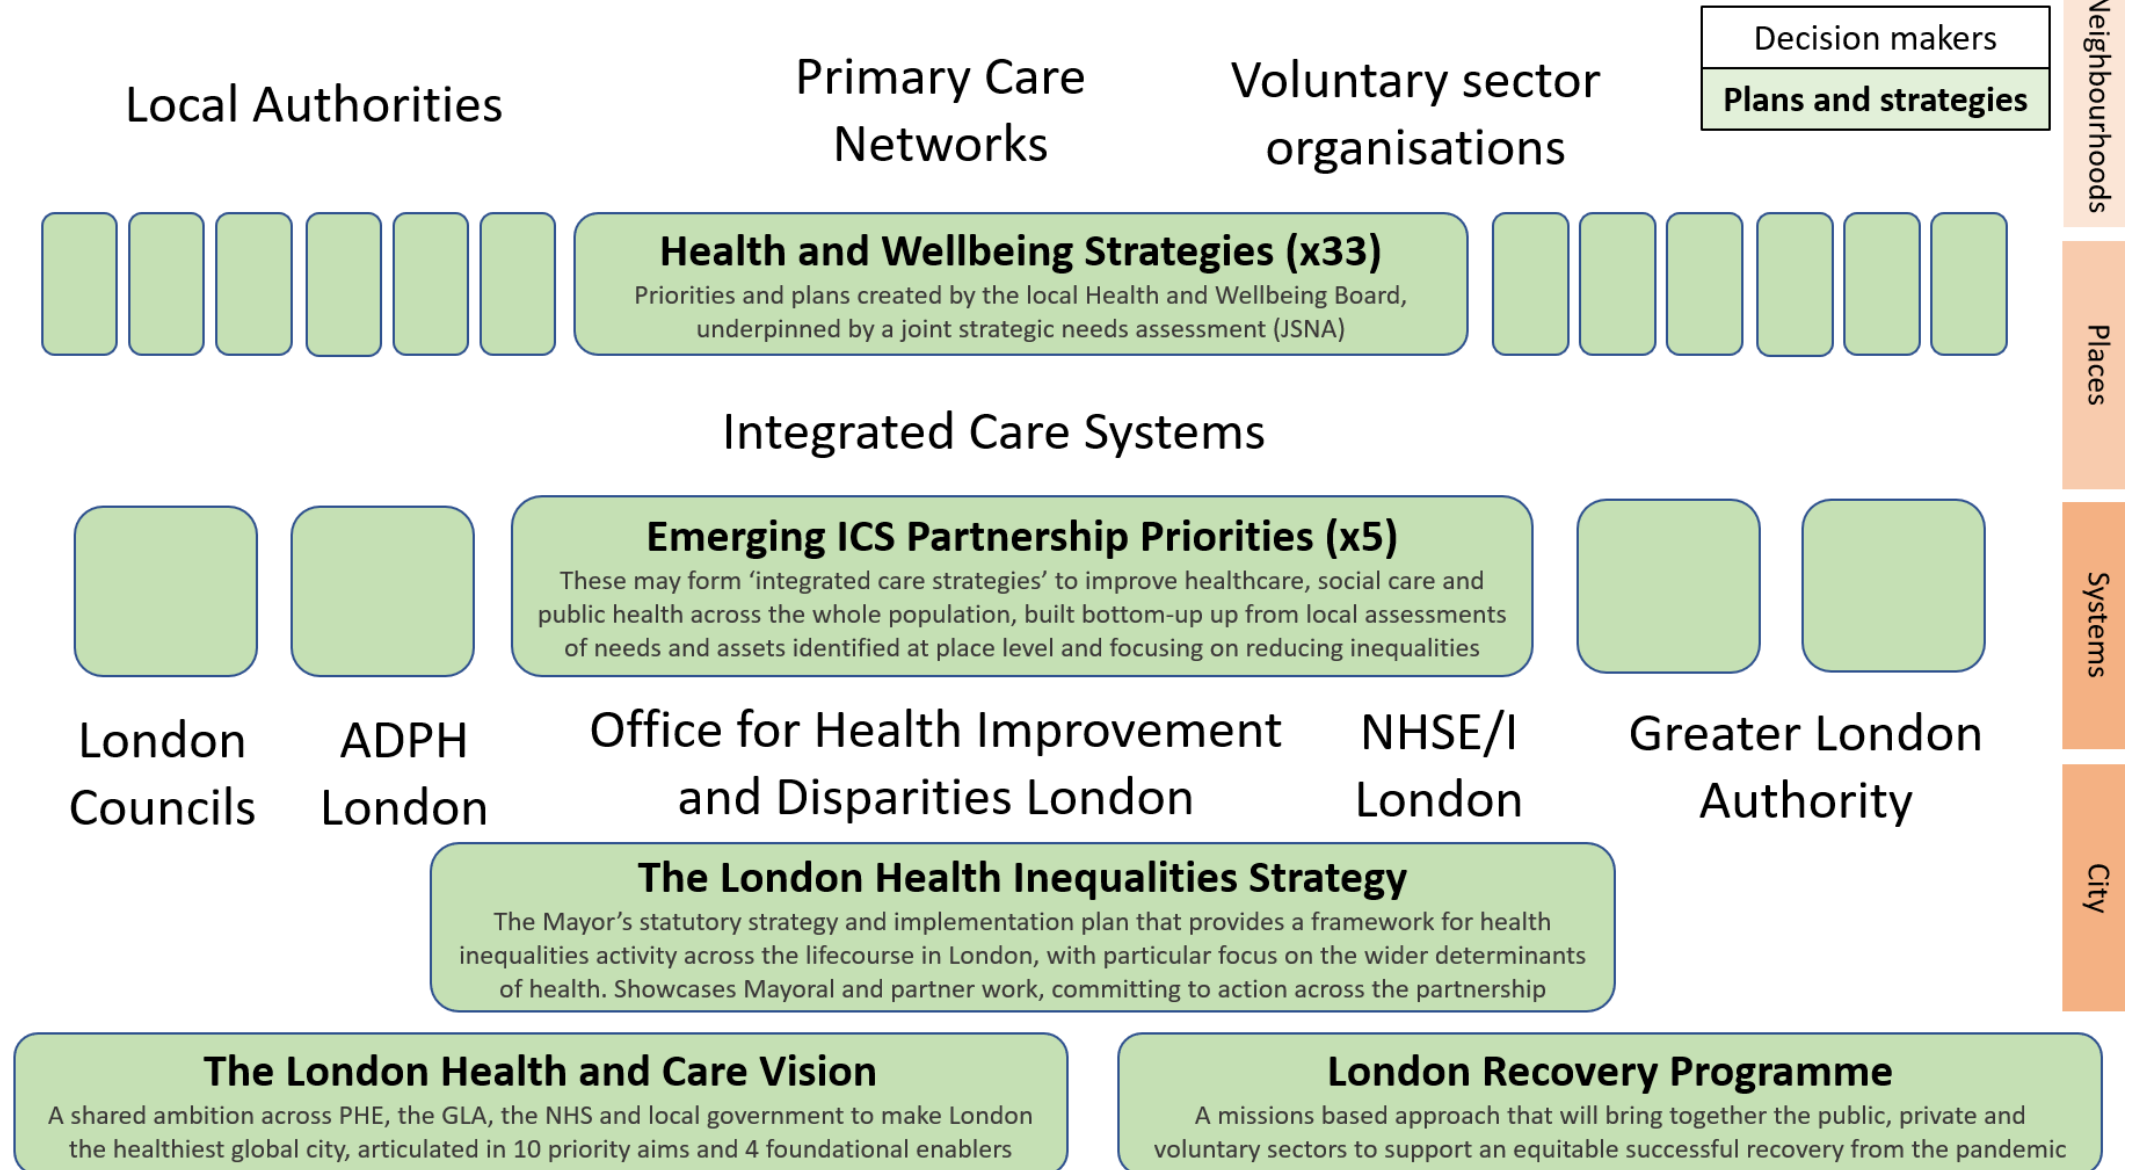 Decision makers
Plans and strategies
Neighbourhoods
Local Authorities
Primary Care
Networks
Voluntary sector
organisations
Health and Wellbeing Strategies (x33)
Priorities and plans created by the local Health and Wellbeing Board,
underpinned by a joint strategic needs assessment (JSNA)
Places
Integrated Care Systems
Emerging ICS Partnership Priorities (x5)
These may form ‘integrated care strategies’ to improve healthcare, social care and
public health across the whole population, built bottom-up up from local assessments
of needs and assets identified at place level and focusing on reducing inequalities
Systems
London
Councils
ADPH
London
Office for Health Improvement
and Disparities London
NHSE/I
London
Greater London
Authority
City
The London Health Inequalities Strategy
The Mayor’s statutory strategy and implementation plan that provides a framework for health
inequalities activity across the lifecourse in London, with particular focus on the wider determinants
of health. Showcases Mayoral and partner work, committing to action across the partnership
The London Health and Care Vision
A shared ambition across PHE, the GLA, the NHS and local government to make London
the healthiest global city, articulated in 10 priority aims and 4 foundational enablers
London Recovery Programme
A missions based approach that will bring together the public, private and
voluntary sectors to support an equitable successful recovery from the pandemic